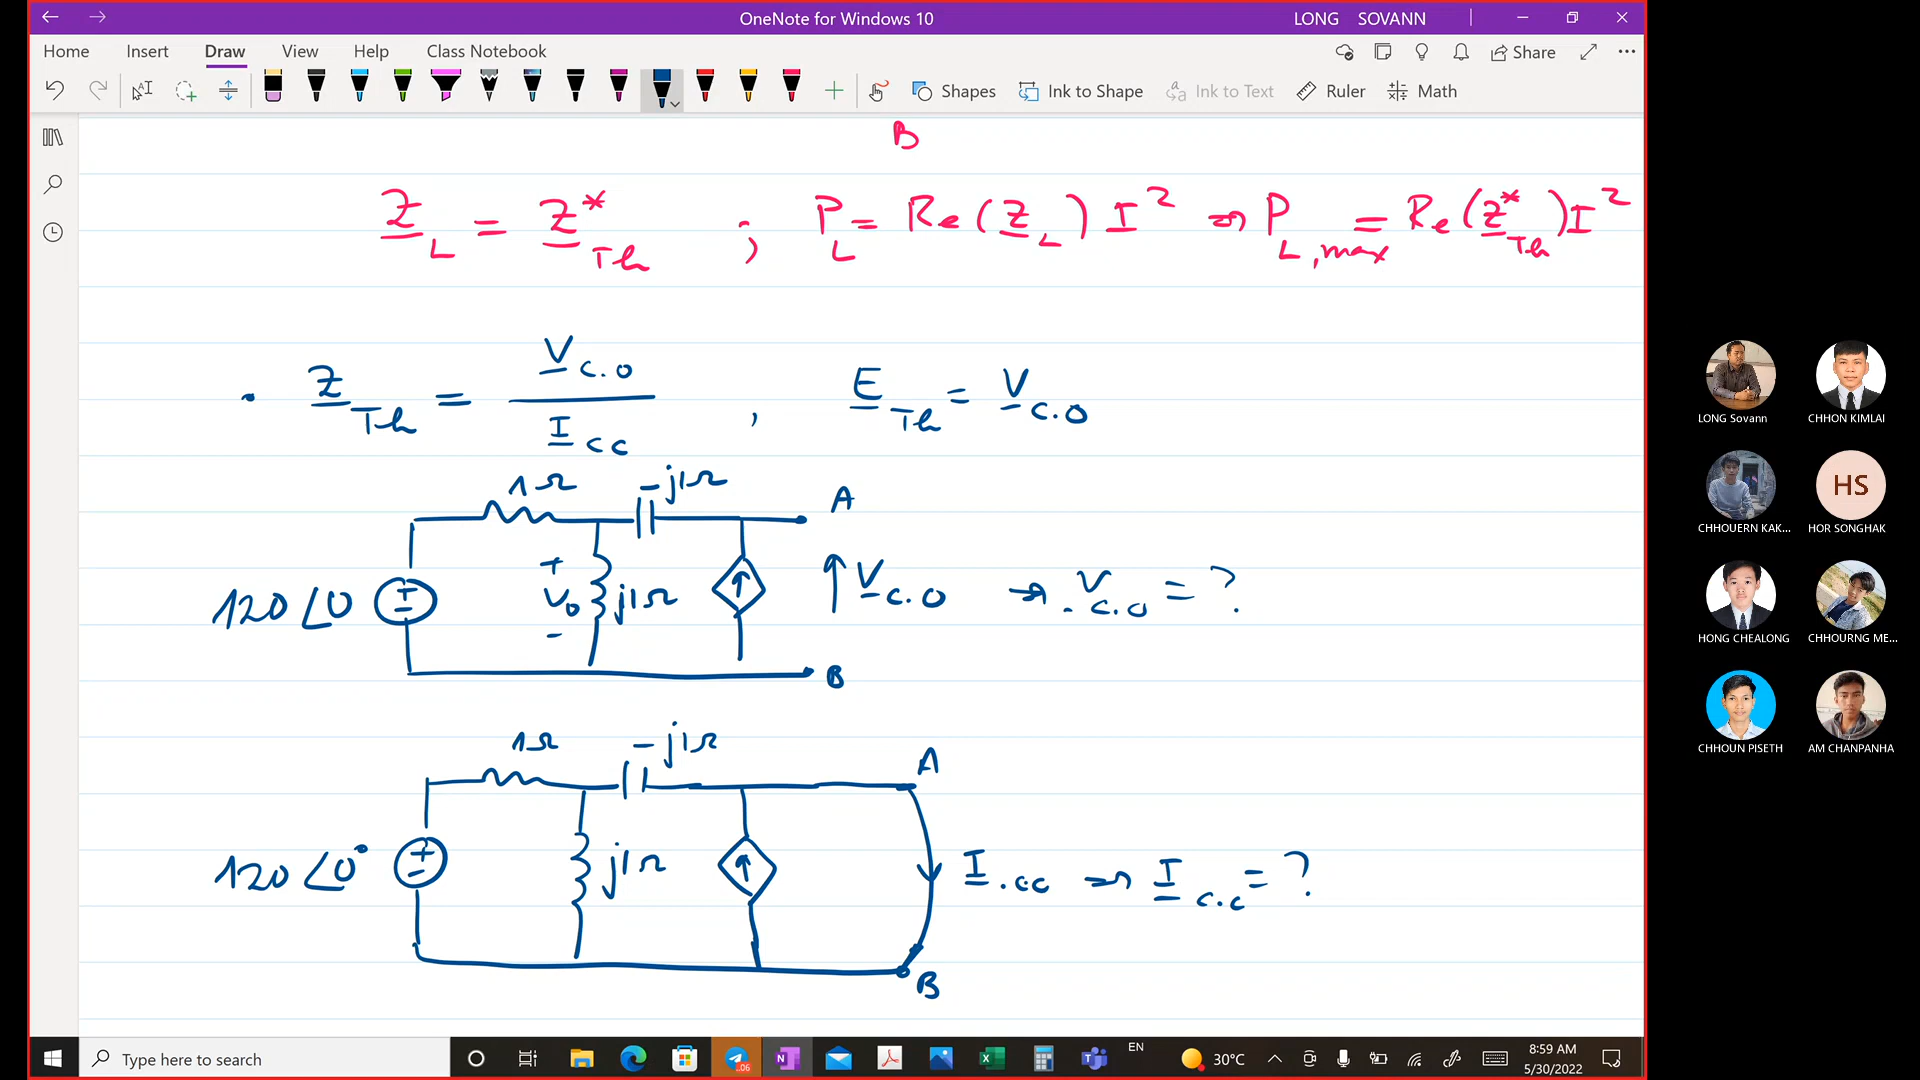 OneNote for Windows 10
LONG SOVANN
Home Insert Draw View Help Class Notebook
Share
Shapes Ink to Shape Ink to Text Ruler Math
B
Z_L = Z*_Th ; P_L = Re(Z_L) I² ⇒ P_L,max = Re(Z*_Th) I²
. Z_Th = V_C.O / I_CC , E_Th = V_C.O
1Ω -j1Ω A
120∠0 + - + V₀ - j1Ω V_C.O → V_C.O = ?
B
1Ω -j1Ω A
120∠0° + - j1Ω I_.cc ⇒ I_C.C = ?
B
LONG Sovann
CHHON KIMLAI
CHHOUERN KAK...
HS
HOR SONGHAK
HONG CHEALONG
CHHOURNG ME...
CHHOUN PISETH
AM CHANPANHA
Type here to search
EN
30°C
8:59 AM
5/30/2022